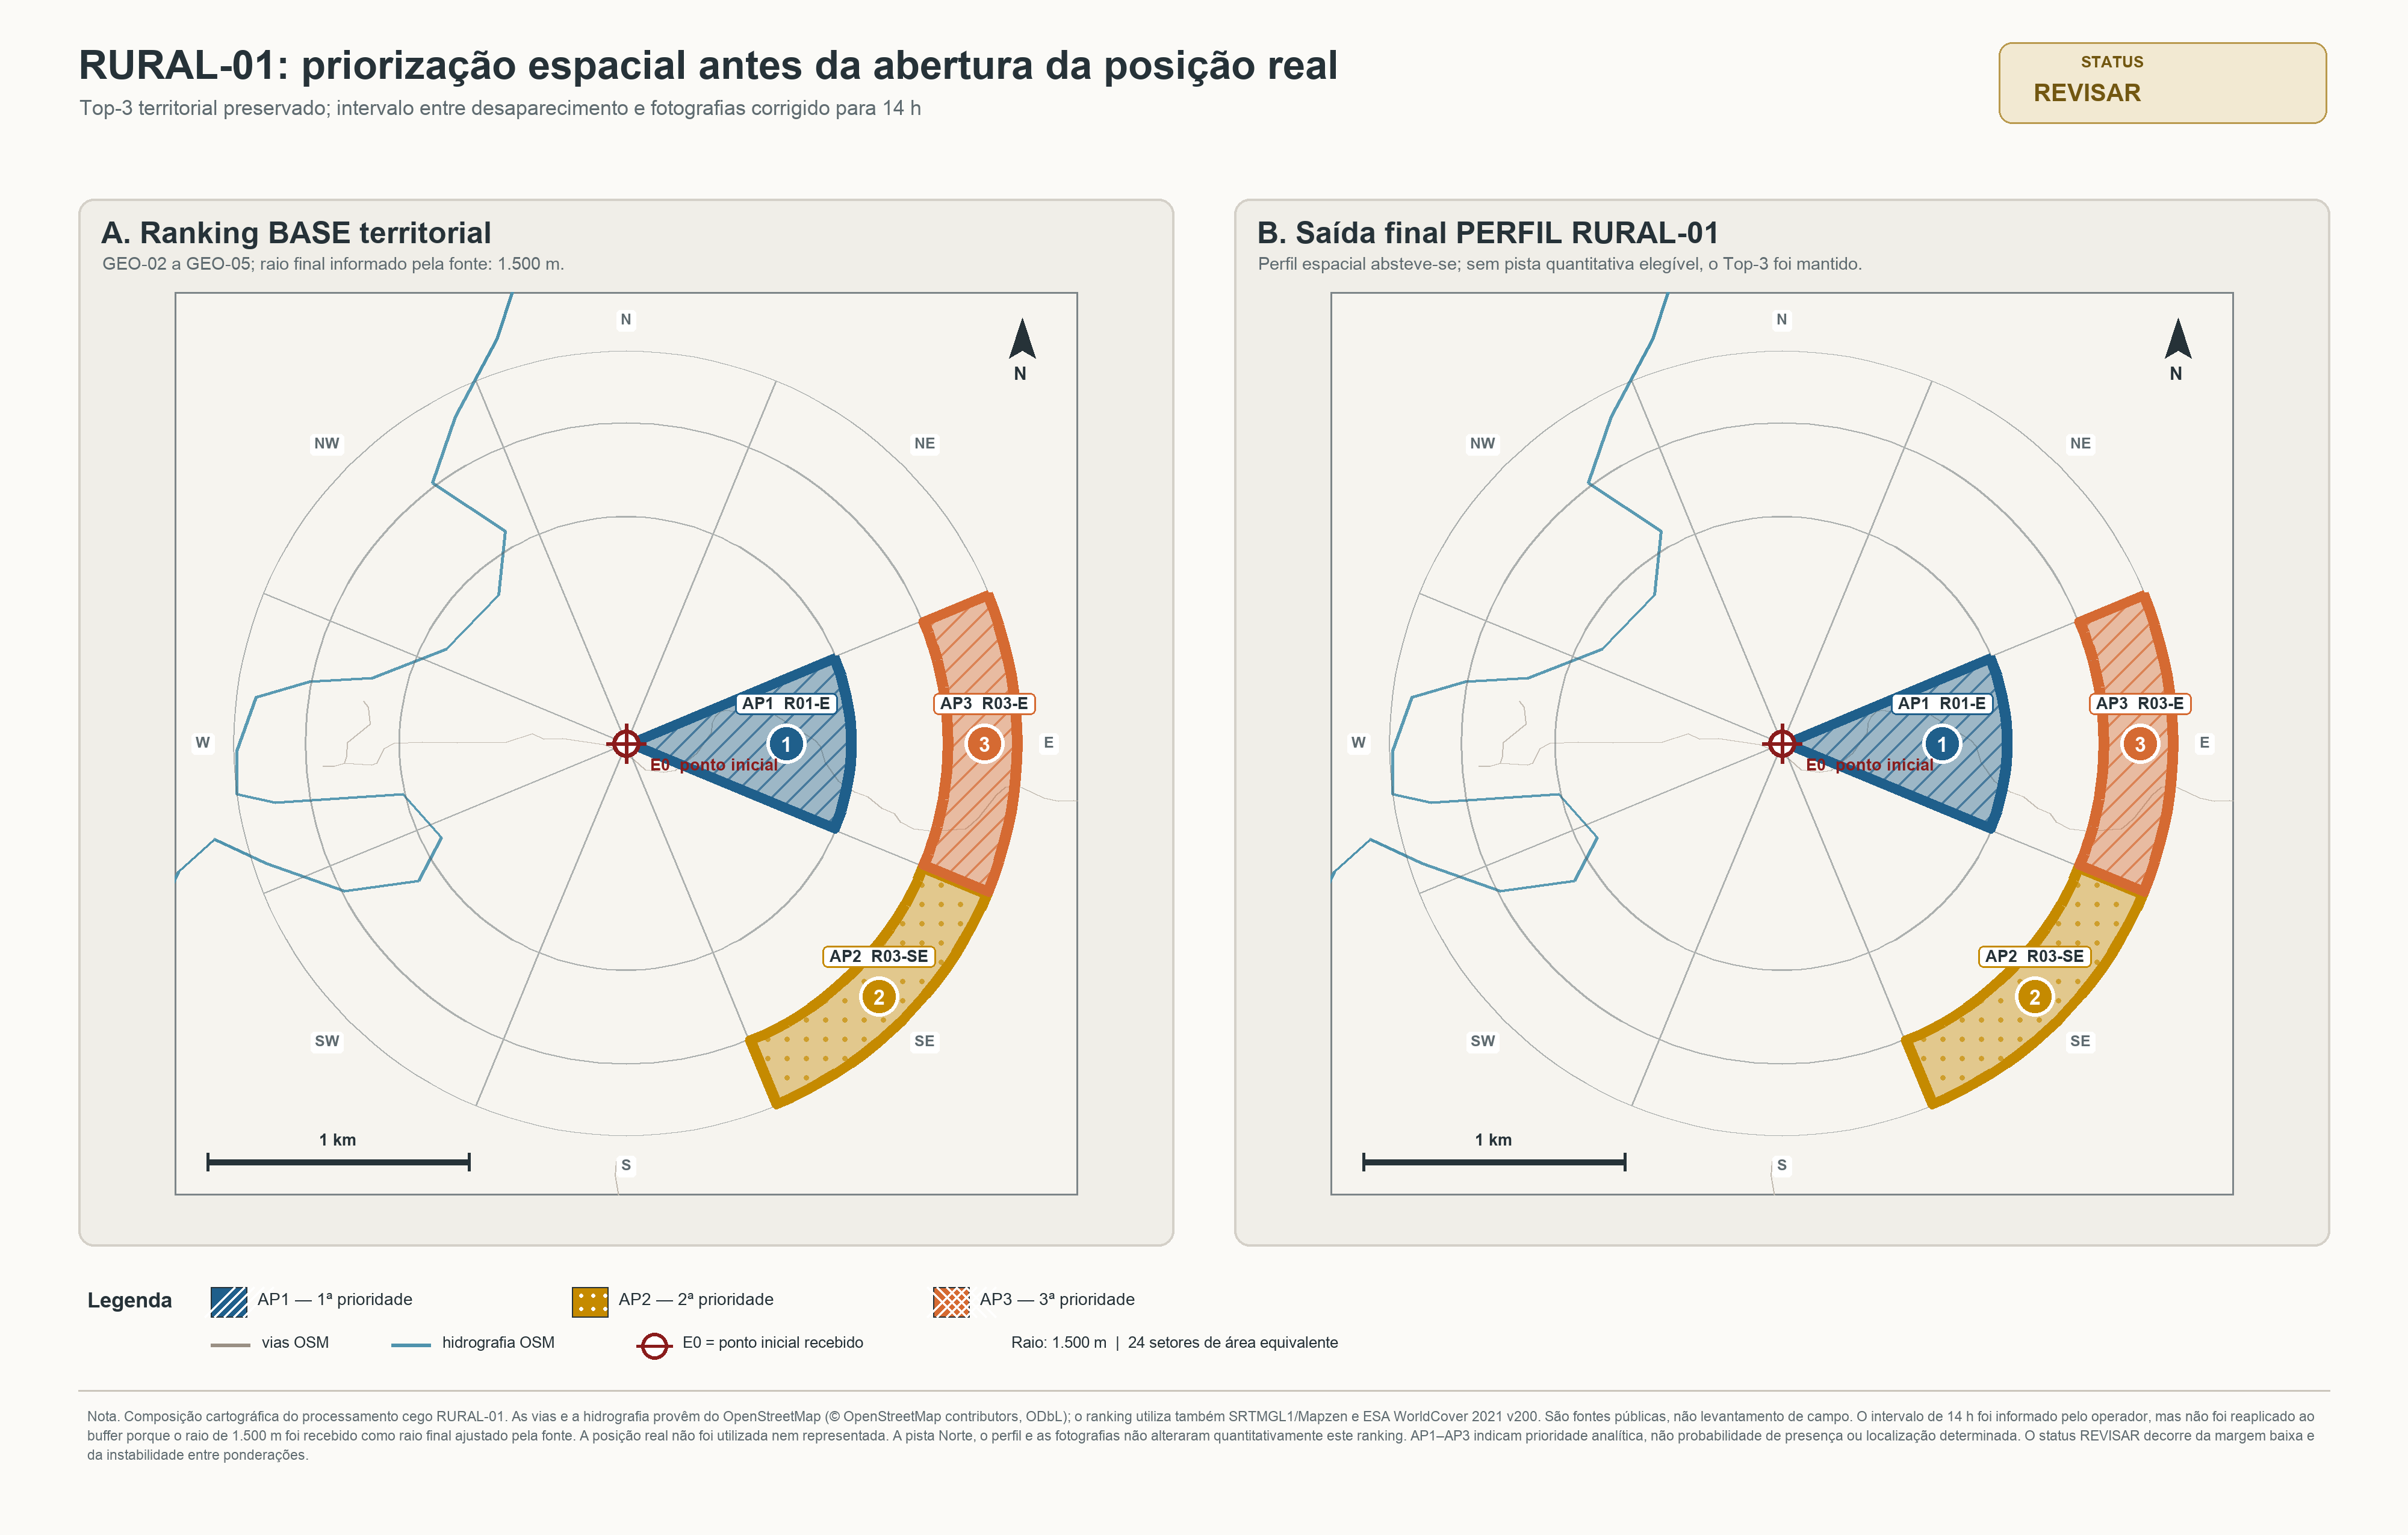 RURAL-01: priorização espacial antes da abertura da posição real
Top-3 territorial preservado; intervalo entre desaparecimento e fotografias corrigido para 14 h
STATUS
REVISAR
A. Ranking BASE territorial
GEO-02 a GEO-05; raio final informado pela fonte: 1.500 m.
N
N
NW
NE
AP1 R01-E
AP3 R03-E
W
1
3
E
E0 ponto inicial
AP2 R03-SE
2
SW
SE
1 km
S
B. Saída final PERFIL RURAL-01
Perfil espacial absteve-se; sem pista quantitativa elegível, o Top-3 foi mantido.
N
N
NW
NE
AP1 R01-E
AP3 R03-E
W
1
3
E
E0 ponto inicial
AP2 R03-SE
2
SW
SE
1 km
S
Legenda
AP1 — 1ª prioridade
AP2 — 2ª prioridade
AP3 — 3ª prioridade
vias OSM
hidrografia OSM
E0 = ponto inicial recebido
Raio: 1.500 m | 24 setores de área equivalente
Nota. Composição cartográfica do processamento cego RURAL-01. As vias e a hidrografia provêm do OpenStreetMap (© OpenStreetMap contributors, ODbL); o ranking utiliza também SRTMGL1/Mapzen e ESA WorldCover 2021 v200. São fontes públicas, não levantamento de campo. O intervalo de 14 h foi informado pelo operador, mas não foi reaplicado ao
buffer porque o raio de 1.500 m foi recebido como raio final ajustado pela fonte. A posição real não foi utilizada nem representada. A pista Norte, o perfil e as fotografias não alteraram quantitativamente este ranking. AP1–AP3 indicam prioridade analítica, não probabilidade de presença ou localização determinada. O status REVISAR decorre da margem baixa e
da instabilidade entre ponderações.